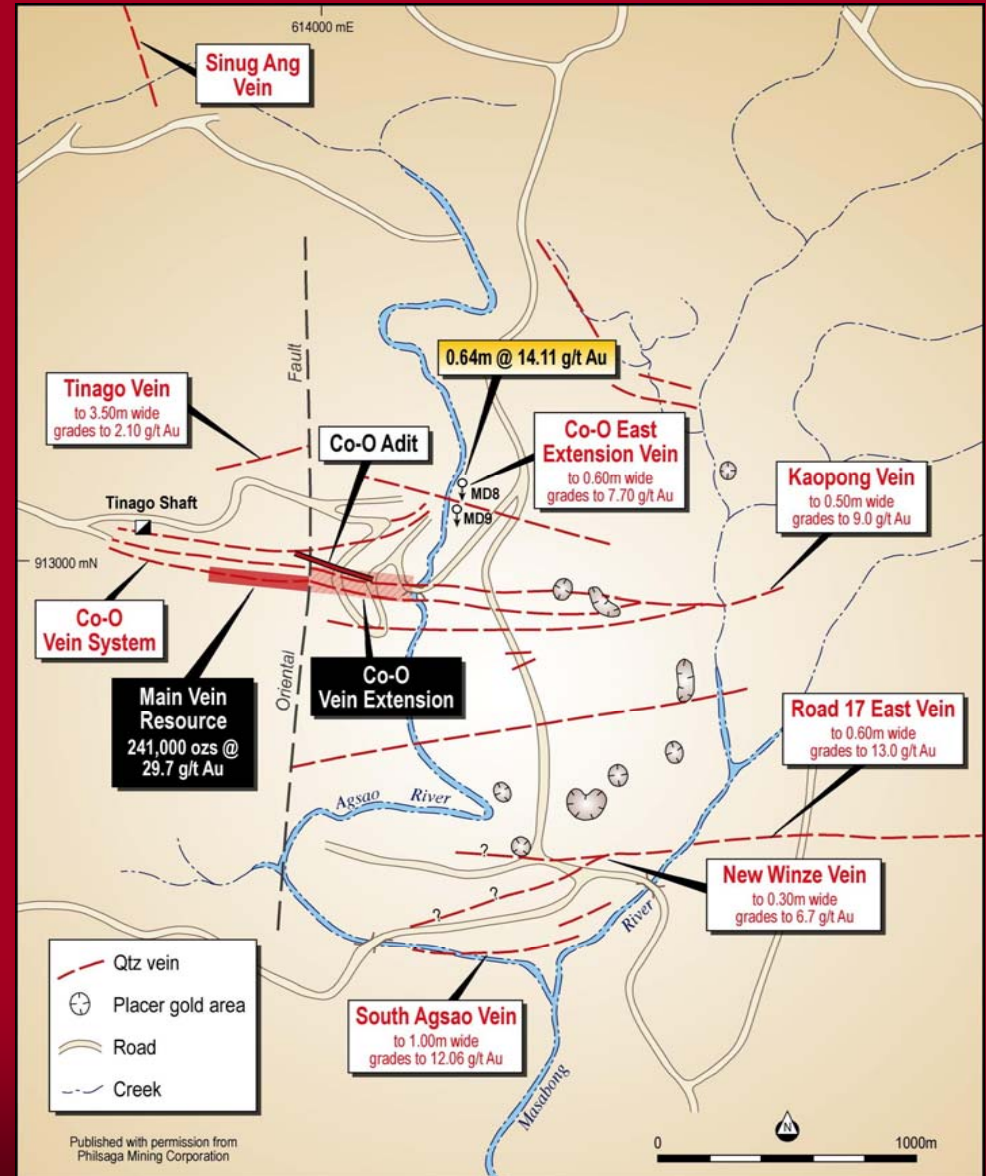 614000 mE
Sinug Ang
Vein
Fault
0.64m @ 14.11 g/t Au
Tinago Vein
to 3.50m wide
grades to 2.10 g/t Au
Co-O Adit
Co-O East
Extension Vein
to 0.60m wide
grades to 7.70 g/t Au
Kaopong Vein
to 0.50m wide
grades to 9.0 g/t Au
MD8
MD9
Tinago Shaft
913000 mN
Co-O
Vein System
Main Vein
Resource
241,000 ozs @
29.7 g/t Au
Oriental
Co-O
Vein Extension
Road 17 East Vein
to 0.60m wide
grades to 13.0 g/t Au
Agsao River
?
?
?
New Winze Vein
to 0.30m wide
grades to 6.7 g/t Au
River
South Agsao Vein
to 1.00m wide
grades to 12.06 g/t Au
Masabong
Qtz vein
Placer gold area
Road
Creek
Published with permission from
Philsaga Mining Corporation
N
0 1000m